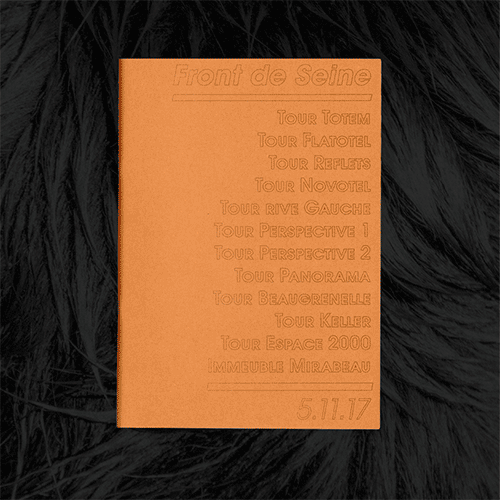 Front de Seine
Tour Totem
Tour Flatotel
Tour Reflets
Tour Novotel
Tour rive Gauche
Tour Perspective 1
Tour Perspective 2
Tour Panorama
Tour Beaugrenelle
Tour Keller
Tour Espace 2000
Immeuble Mirabeau
5.11.17